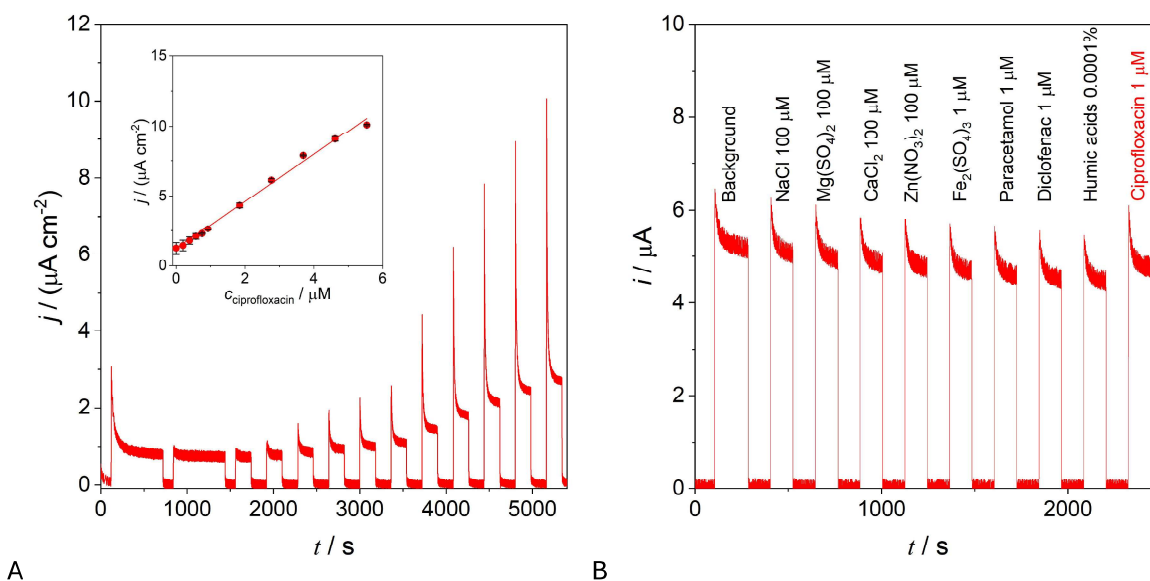 12
10
8
6
4
2
0
j / (μA cm⁻²)
0 1000 2000 3000 4000 5000
t / s
15
10
5
0
j / (μA cm⁻²)
0 2 4 6
c ciprofloxacin / μM
A
10
8
6
4
2
0
i / μA
Background
NaCl 100 μM
Mg(SO₄)₂ 100 μM
CaCl₂ 100 μM
Zn(NO₃)₂ 100 μM
Fe₂(SO₄)₃ 1 μM
Paracetamol 1 μM
Diclofenac 1 μM
Humic acids 0.0001%
Ciprofloxacin 1 μM
0 1000 2000
t / s
B